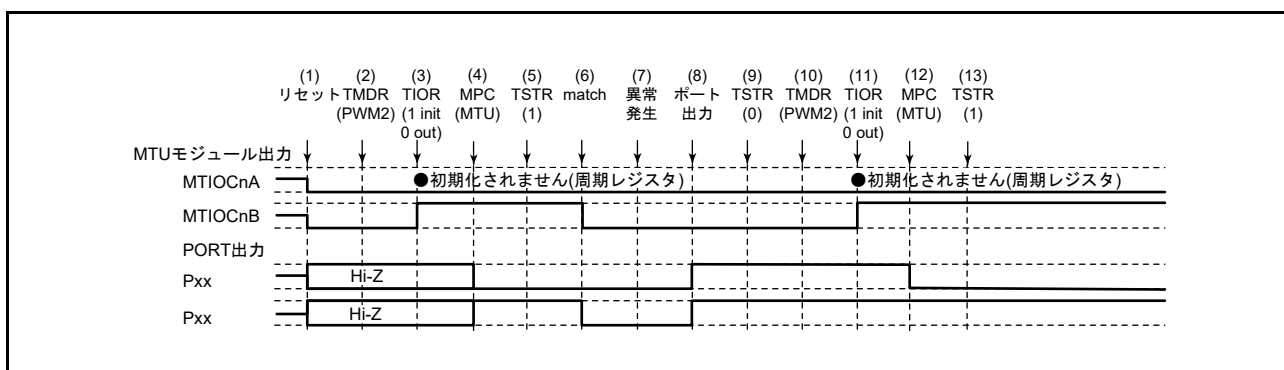 (1) (2) (3) (4) (5) (6) (7) (8) (9) (10) (11) (12) (13)
リセット TMDR TIOR MPC TSTR match 異常 ポート TSTR TMDR TIOR MPC TSTR
(PWM2) (1 init (MTU) (1) 発生 出力 (0) (PWM2) (1 init (MTU) (1)
0 out) 0 out)
MTUモジュール出力
MTIOCnA ●初期化されません(周期レジスタ) ●初期化されません(周期レジスタ)
MTIOCnB
PORT出力
Pxx Hi-Z
Pxx Hi-Z